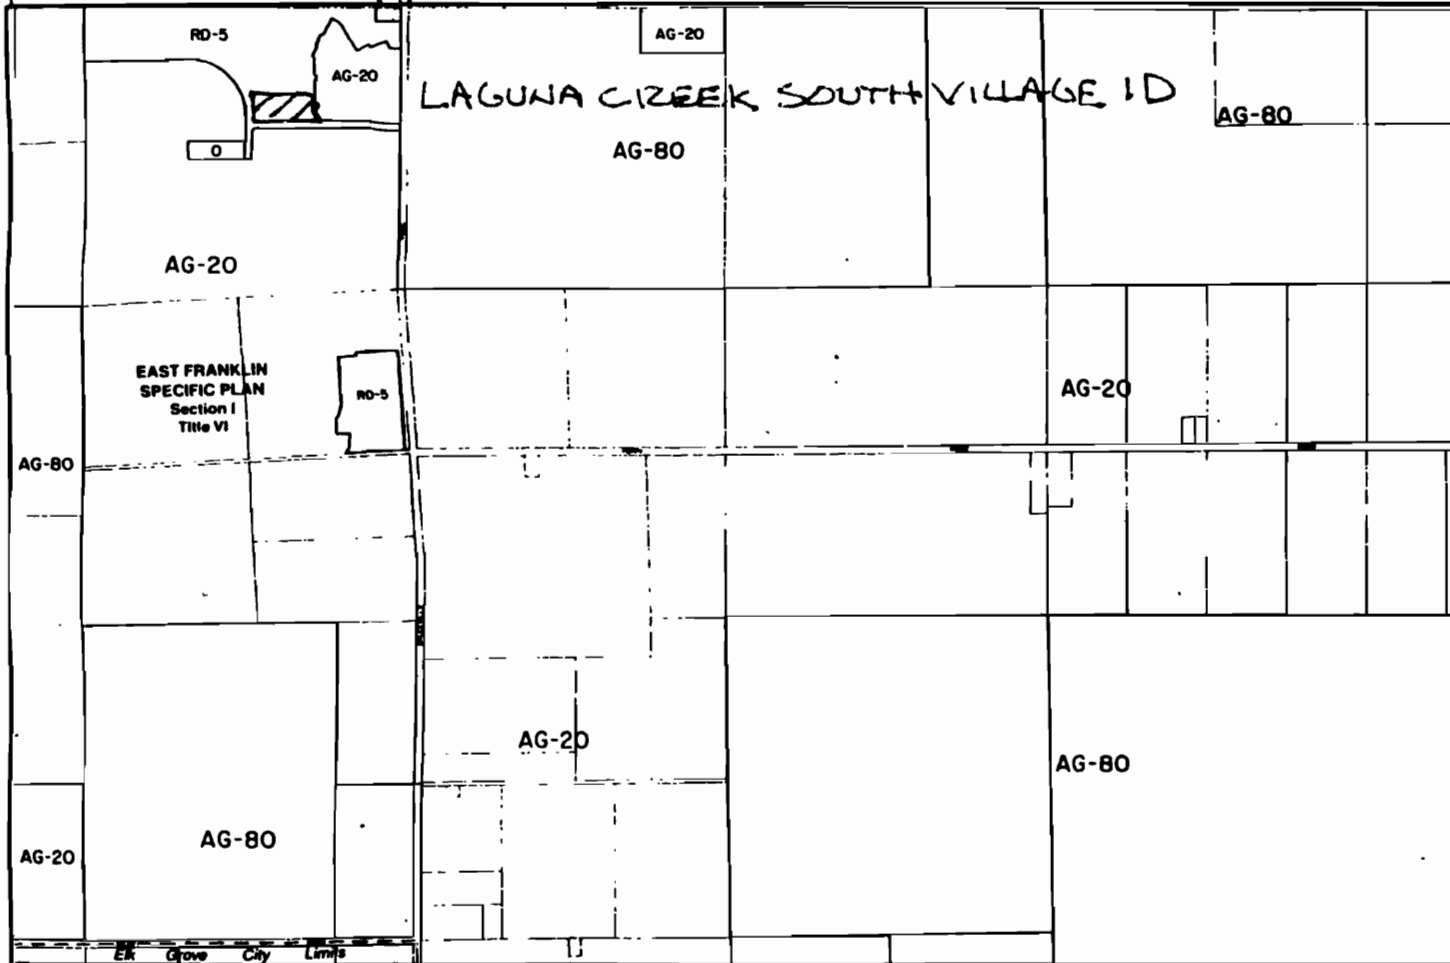 RD-5
AG-20
AG-20
LAGUNA CREEK SOUTH VILLAGE 1D
AG-80
AG-80
O
AG-20
EAST FRANKLIN
SPECIFIC PLAN
Section I
Title VI
RD-5
AG-20
AG-80
AG-20
AG-80
AG-80
AG-20
Elk Grove City Limits